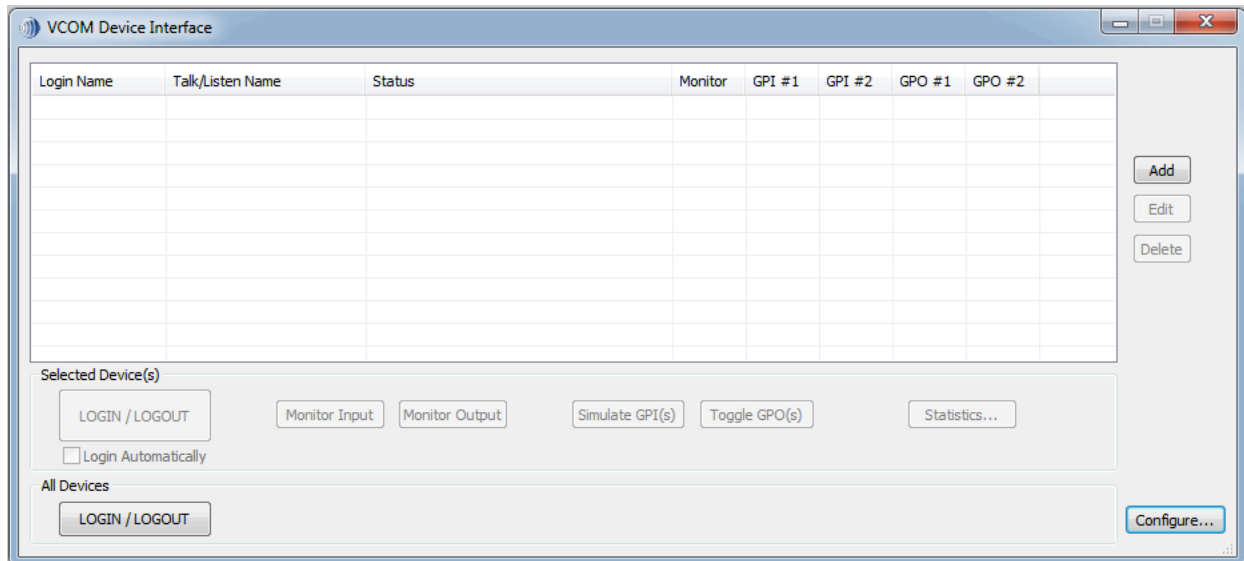 VCOM Device Interface
Login Name Talk/Listen Name Status Monitor GPI #1 GPI #2 GPO #1 GPO #2
Add
Edit
Delete
Selected Device(s)
LOGIN / LOGOUT Monitor Input Monitor Output Simulate GPI(s) Toggle GPO(s) Statistics...
Login Automatically
All Devices
LOGIN / LOGOUT
Configure...